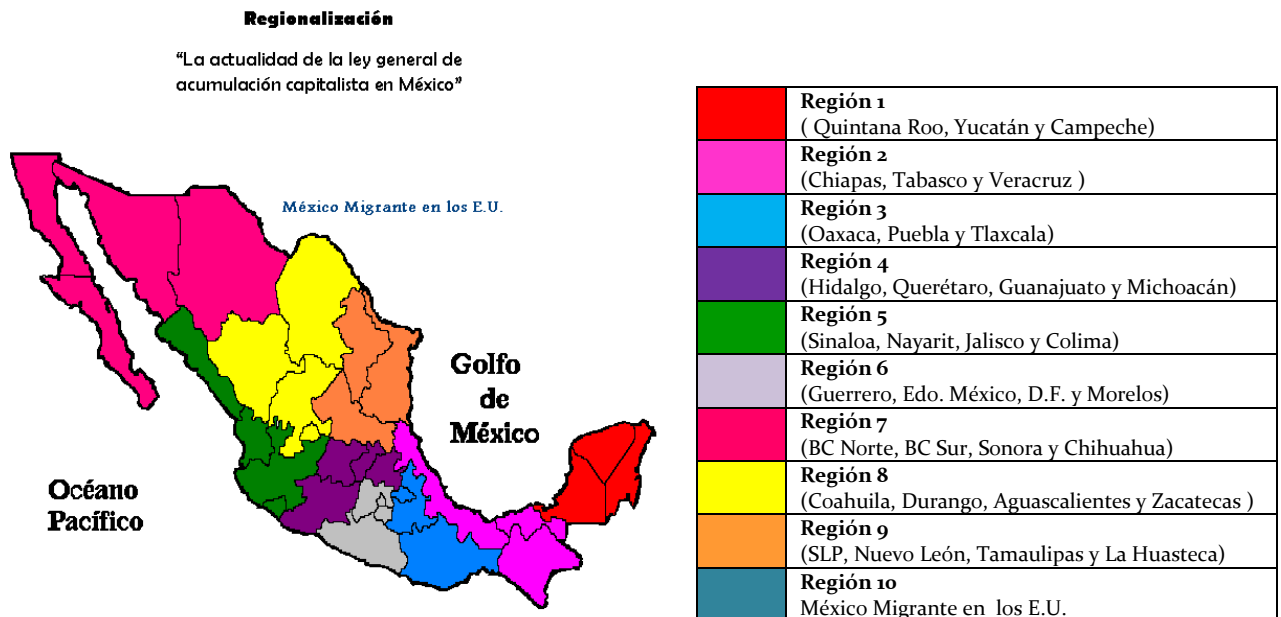 Regionalización
“La actualidad de la ley general de
acumulación capitalista en México”
México Migrante en los E.U.
Golfo
de
México
Océano
Pacífico
Región 1
( Quintana Roo, Yucatán y Campeche)
Región 2
(Chiapas, Tabasco y Veracruz )
Región 3
(Oaxaca, Puebla y Tlaxcala)
Región 4
(Hidalgo, Querétaro, Guanajuato y Michoacán)
Región 5
(Sinaloa, Nayarit, Jalisco y Colima)
Región 6
(Guerrero, Edo. México, D.F. y Morelos)
Región 7
(BC Norte, BC Sur, Sonora y Chihuahua)
Región 8
(Coahuila, Durango, Aguascalientes y Zacatecas )
Región 9
(SLP, Nuevo León, Tamaulipas y La Huasteca)
Región 10
México Migrante en los E.U.